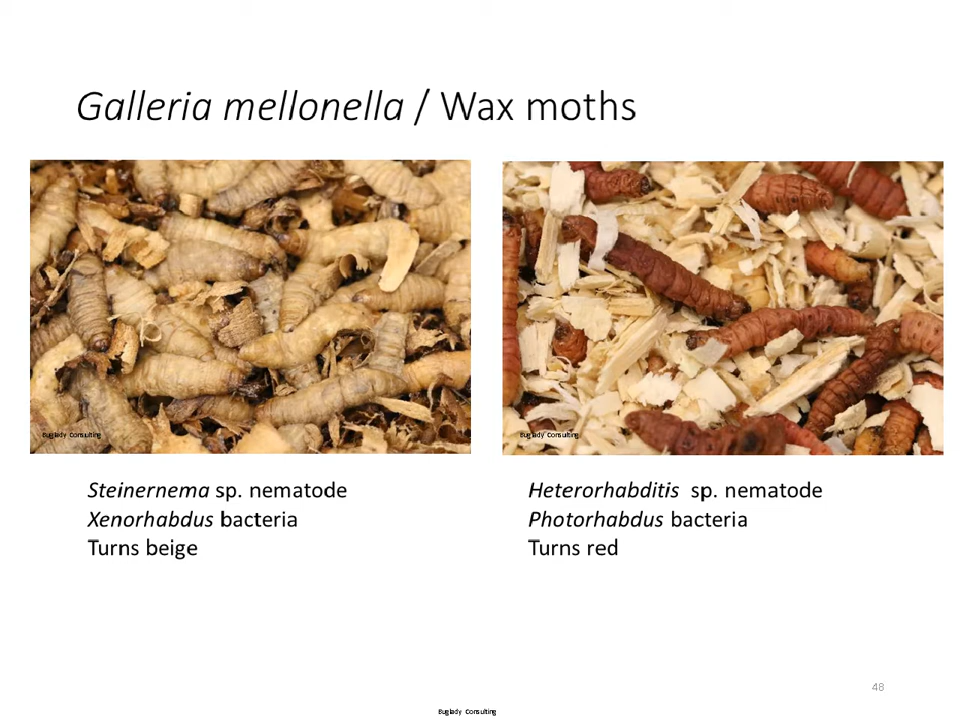 Galleria mellonella / Wax moths
Buglady Consulting
Buglady Consulting
Steinernema sp. nematode
Xenorhabdus bacteria
Turns beige
Heterorhabditis sp. nematode
Photorhabdus bacteria
Turns red
48
Buglady Consulting